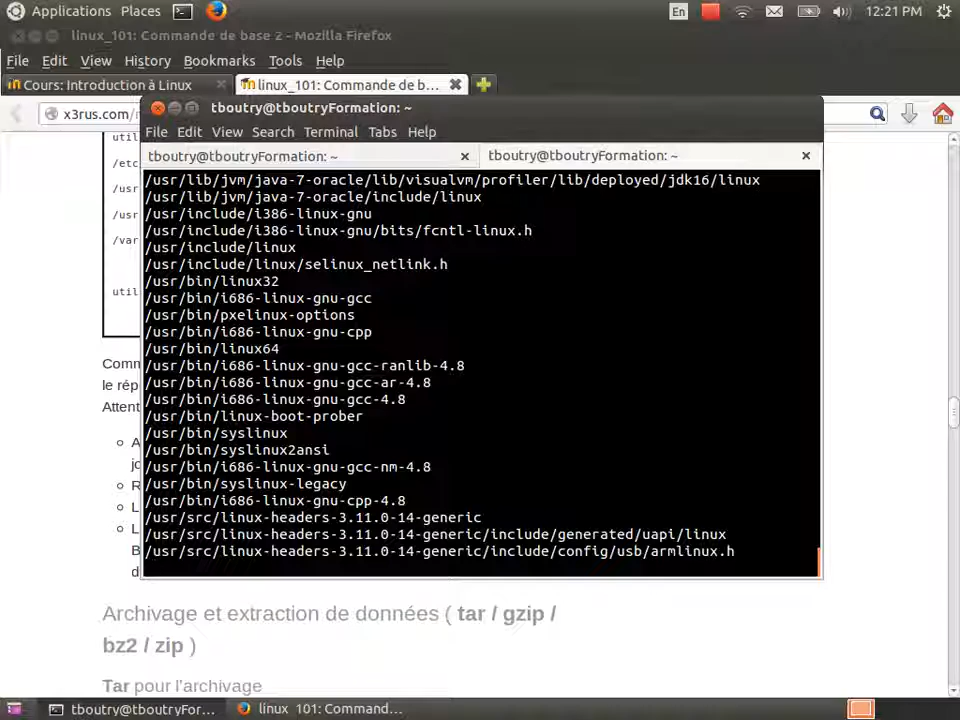 Applications Places En 12:21 PM
linux_101: Commande de base 2 - Mozilla Firefox
File Edit View History Bookmarks Tools Help
Cours: Introduction à Linux linux_101: Commande de b...
x3rus.com/
tboutry@tboutryFormation: ~
File Edit View Search Terminal Tabs Help
tboutry@tboutryFormation: ~ tboutry@tboutryFormation: ~
util
/etc
/usr
/usr
/var
util
/usr/lib/jvm/java-7-oracle/lib/visualvm/profiler/lib/deployed/jdk16/linux
/usr/lib/jvm/java-7-oracle/include/linux
/usr/include/i386-linux-gnu
/usr/include/i386-linux-gnu/bits/fcntl-linux.h
/usr/include/linux
/usr/include/linux/selinux_netlink.h
/usr/bin/linux32
/usr/bin/i686-linux-gnu-gcc
/usr/bin/pxelinux-options
/usr/bin/i686-linux-gnu-cpp
/usr/bin/linux64
/usr/bin/i686-linux-gnu-gcc-ranlib-4.8
/usr/bin/i686-linux-gnu-gcc-ar-4.8
/usr/bin/i686-linux-gnu-gcc-4.8
/usr/bin/linux-boot-prober
/usr/bin/syslinux
/usr/bin/syslinux2ansi
/usr/bin/i686-linux-gnu-gcc-nm-4.8
/usr/bin/syslinux-legacy
/usr/bin/i686-linux-gnu-cpp-4.8
/usr/src/linux-headers-3.11.0-14-generic
/usr/src/linux-headers-3.11.0-14-generic/include/generated/uapi/linux
/usr/src/linux-headers-3.11.0-14-generic/include/config/usb/armlinux.h
Comm
le rép
Attent
Archivage et extraction de données ( tar / gzip /
bz2 / zip )
Tar pour l'archivage
tboutry@tboutryFor... linux_101: Command...